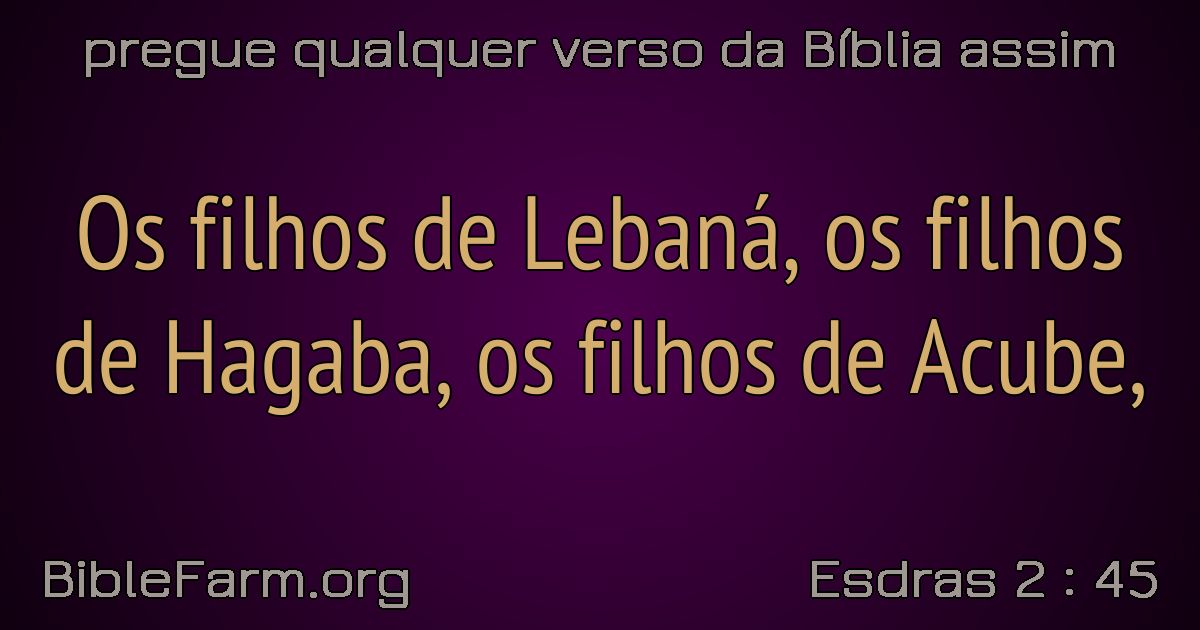 pregue qualquer verso da Bíblia assim
Os filhos de Lebaná, os filhos
de Hagaba, os filhos de Acube,
BibleFarm.org
Esdras 2 : 45